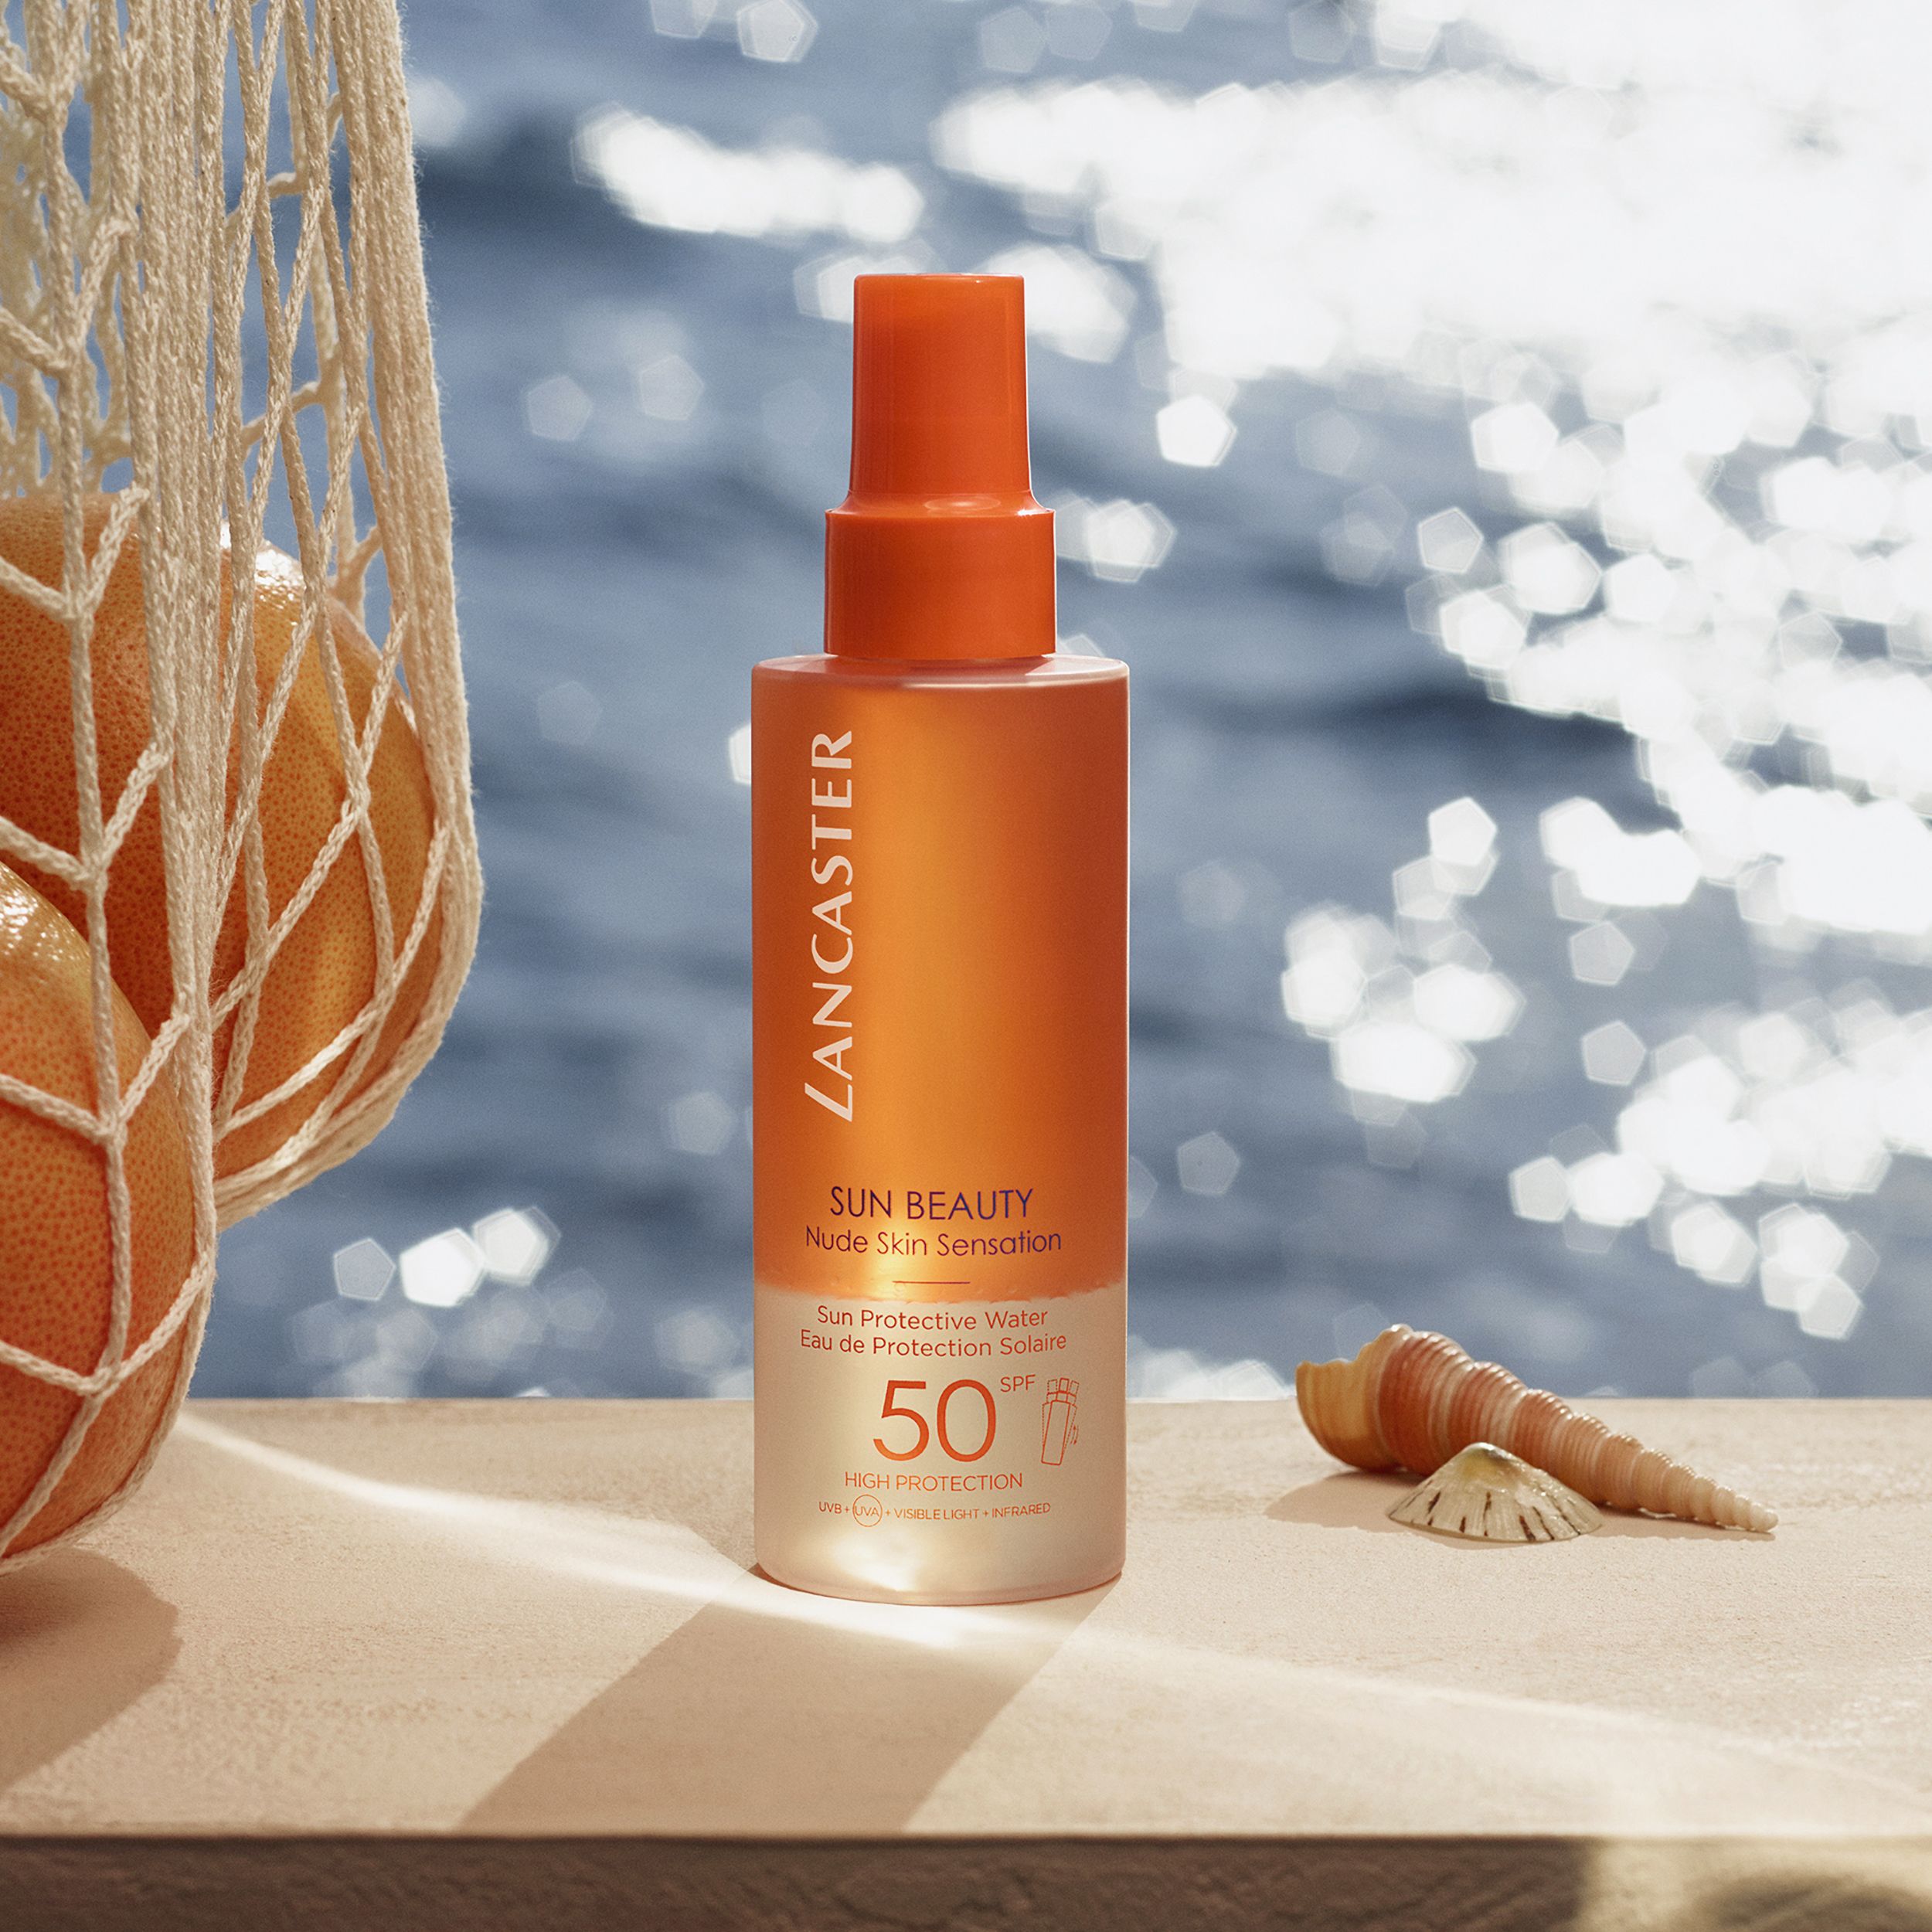 LANCASTER
SUN BEAUTY
Nude Skin Sensation
Sun Protective Water
Eau de Protection Solaire
50 SPF
HIGH PROTECTION
UVB + UVA + VISIBLE LIGHT + INFRARED